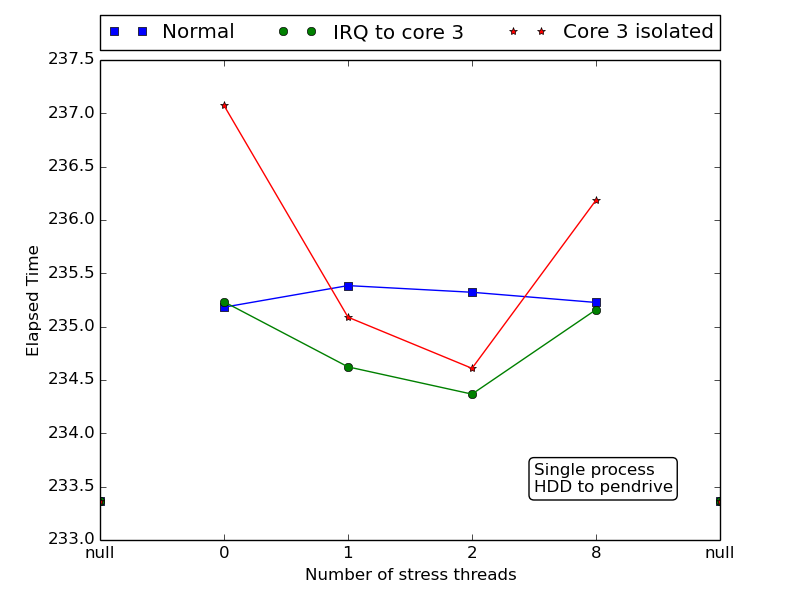 Normal IRQ to core 3 Core 3 isolated
237.5
237.0
236.5
236.0
235.5
235.0
234.5
234.0
233.5
233.0
Elapsed Time
Single process
HDD to pendrive
null 0 1 2 8 null
Number of stress threads